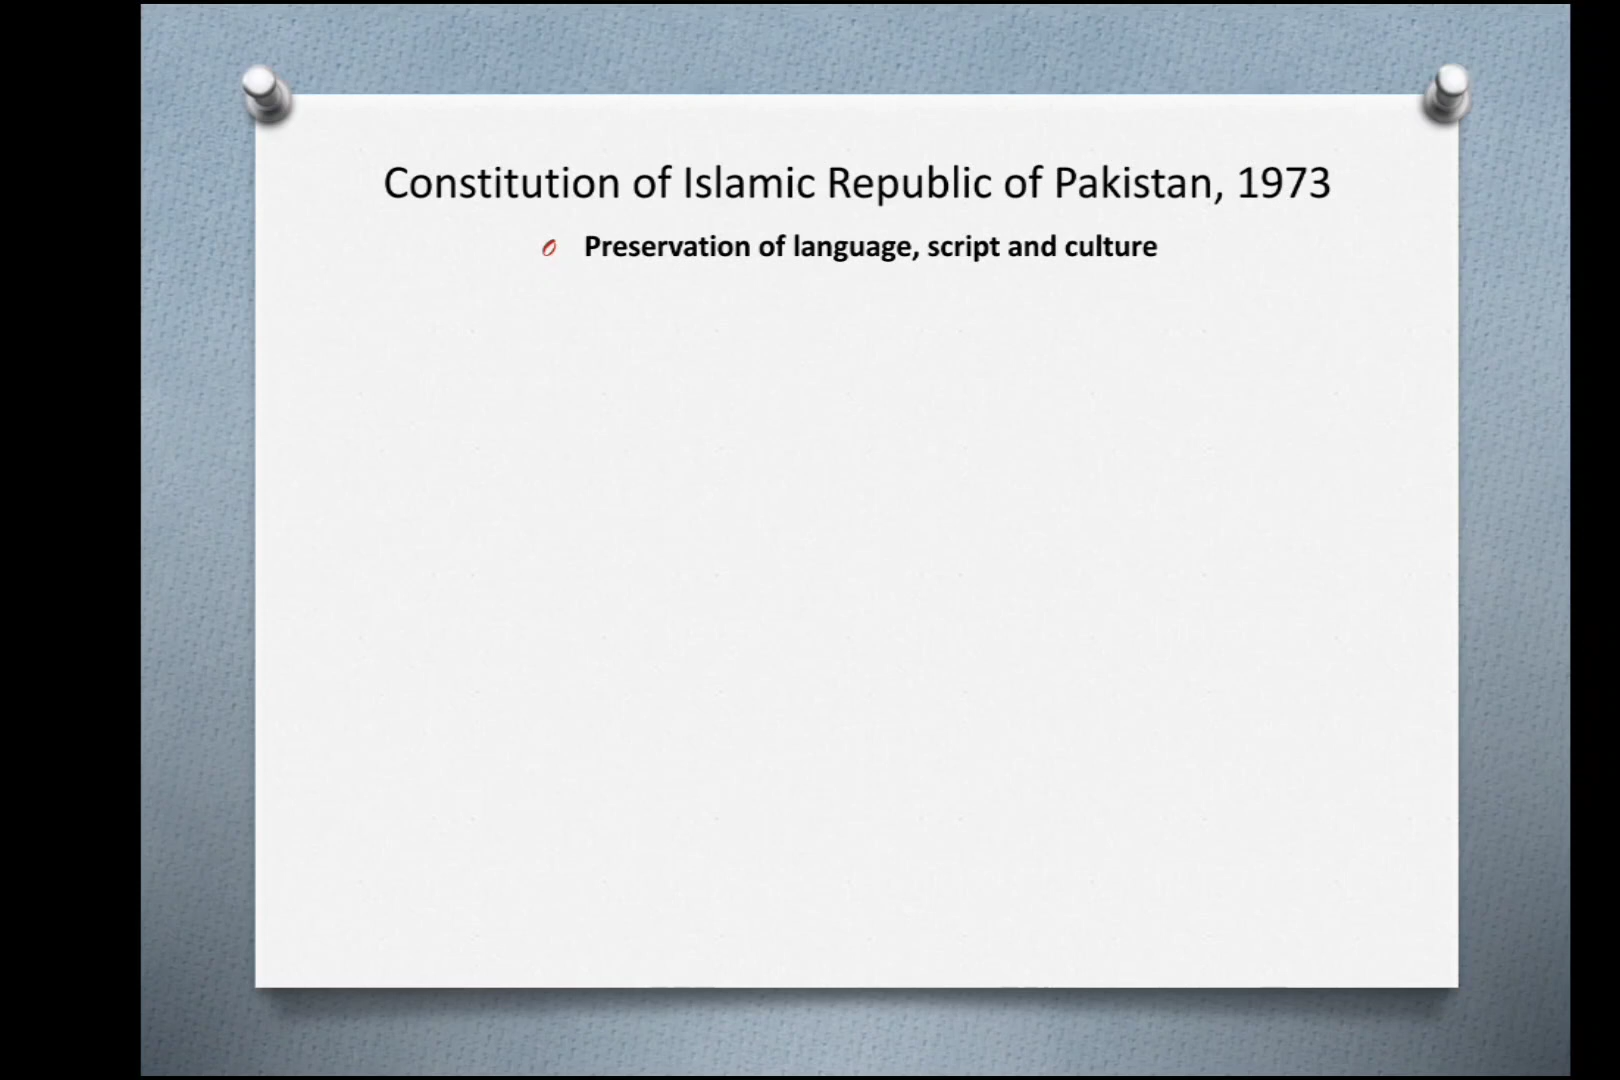 Constitution of Islamic Republic of Pakistan, 1973
Preservation of language, script and culture